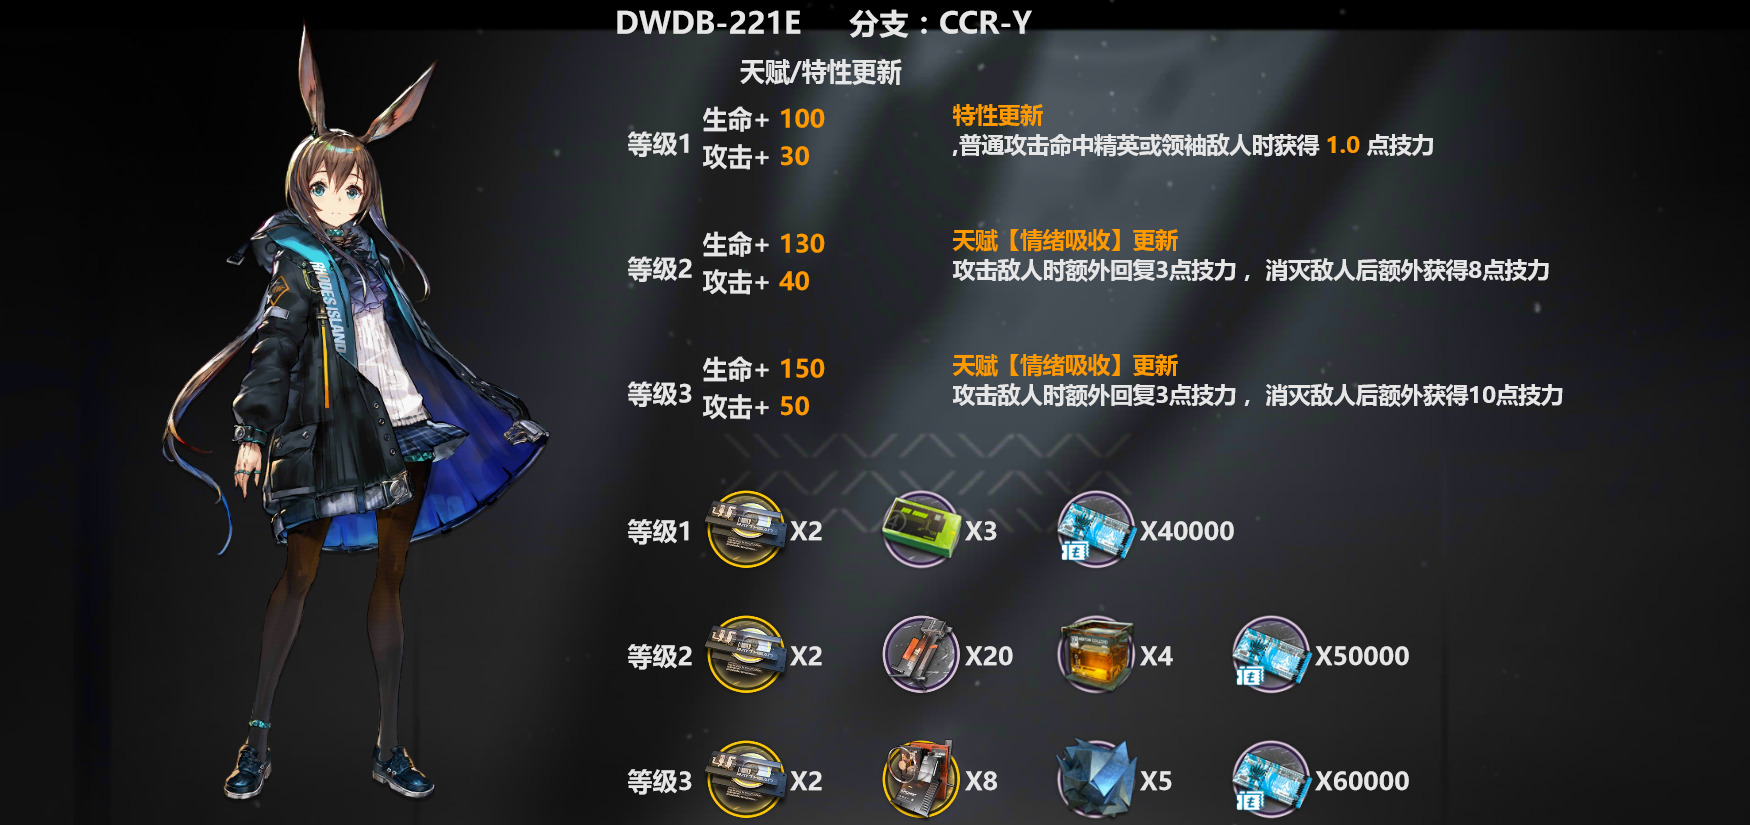 DWDB-221E 分支：CCR-Y
天赋/特性更新
等级1
生命+ 100
攻击+ 30
特性更新
,普通攻击命中精英或领袖敌人时获得 1.0 点技力
等级2
生命+ 130
攻击+ 40
天赋【情绪吸收】更新
攻击敌人时额外回复3点技力，消灭敌人后额外获得8点技力
等级3
生命+ 150
攻击+ 50
天赋【情绪吸收】更新
攻击敌人时额外回复3点技力，消灭敌人后额外获得10点技力
等级1 X2 X3 X40000
等级2 X2 X20 X4 X50000
等级3 X2 X8 X5 X60000
RHODES ISLAND